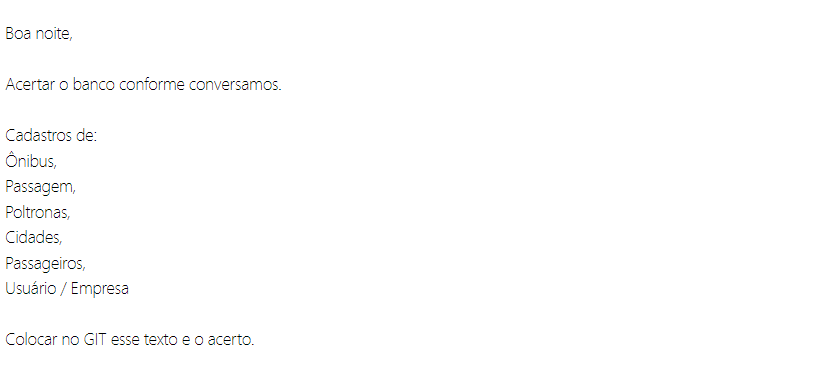 Boa noite,
Acertar o banco conforme conversamos.
Cadastros de:
Ônibus,
Passagem,
Poltronas,
Cidades,
Passageiros,
Usuário / Empresa
Colocar no GIT esse texto e o acerto.